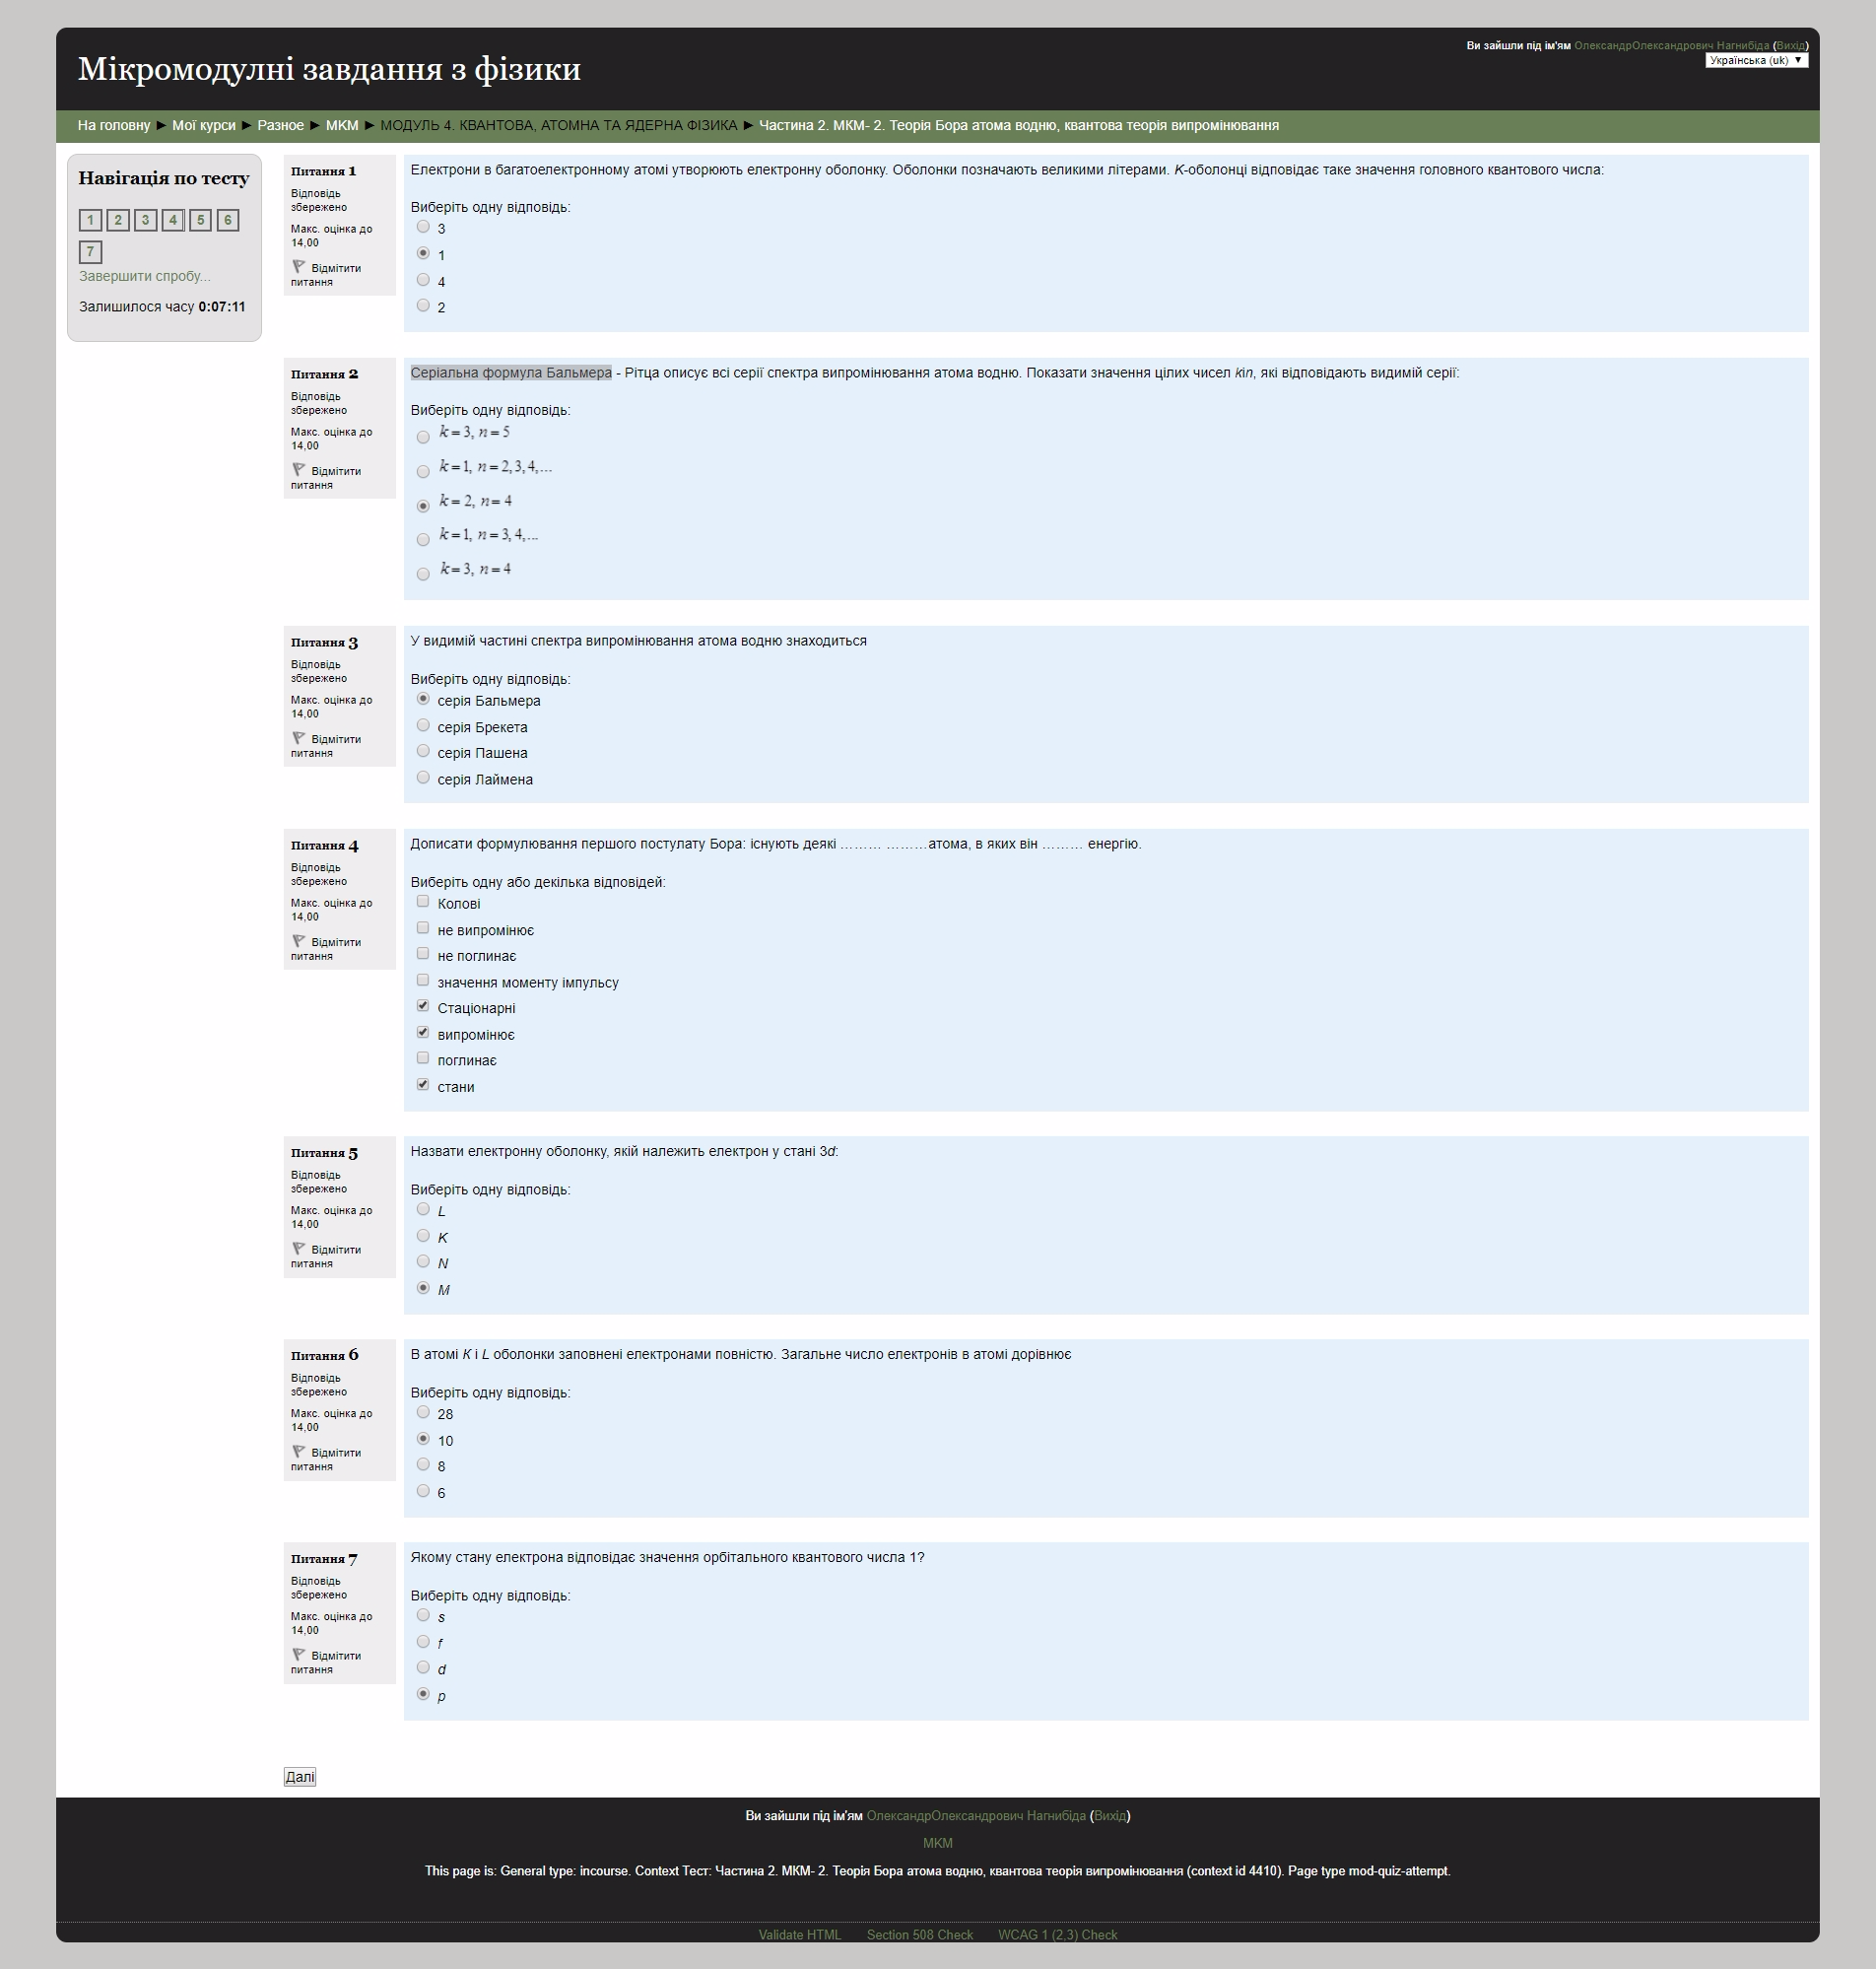 Мікромодулні завдання з фізики
Ви зайшли під ім'ям ОлександрОлександрович Нагнибіда (Вихід)
Українська (uk) ▼
На головну ► Мої курси ► Разное ► МКМ ► МОДУЛЬ 4. КВАНТОВА, АТОМНА ТА ЯДЕРНА ФІЗИКА ► Частина 2. МКМ- 2. Теорія Бора атома водню, квантова теорія випромінювання
Навігація по тесту
1 2 3 4 5 6
7
Завершити спробу...
Залишилося часу 0:07:11
Питання 1
Відповідь
збережено
Макс. оцінка до
14,00
Відмітити
питання
Електрони в багатоелектронному атомі утворюють електронну оболонку. Оболонки позначають великими літерами. K-оболонці відповідає таке значення головного квантового числа:
Виберіть одну відповідь:
3
1
4
2
Питання 2
Відповідь
збережено
Макс. оцінка до
14,00
Відмітити
питання
Серіальна формула Бальмера - Рітца описує всі серії спектра випромінювання атома водню. Показати значення цілих чисел kіn, які відповідають видимій серії:
Виберіть одну відповідь:
k = 3, n = 5
k = 1, n = 2, 3, 4,...
k = 2, n = 4
k = 1, n = 3, 4,...
k = 3, n = 4
Питання 3
Відповідь
збережено
Макс. оцінка до
14,00
Відмітити
питання
У видимій частині спектра випромінювання атома водню знаходиться
Виберіть одну відповідь:
серія Бальмера
серія Брекета
серія Пашена
серія Лаймена
Питання 4
Відповідь
збережено
Макс. оцінка до
14,00
Відмітити
питання
Дописати формулювання першого постулату Бора: існують деякі ……… ………атома, в яких він ……… енергію.
Виберіть одну або декілька відповідей:
Колові
не випромінює
не поглинає
значення моменту імпульсу
Стаціонарні
випромінює
поглинає
стани
Питання 5
Відповідь
збережено
Макс. оцінка до
14,00
Відмітити
питання
Назвати електронну оболонку, якій належить електрон у стані 3d:
Виберіть одну відповідь:
L
K
N
M
Питання 6
Відповідь
збережено
Макс. оцінка до
14,00
Відмітити
питання
В атомі K і L оболонки заповнені електронами повністю. Загальне число електронів в атомі дорівнює
Виберіть одну відповідь:
28
10
8
6
Питання 7
Відповідь
збережено
Макс. оцінка до
14,00
Відмітити
питання
Якому стану електрона відповідає значення орбітального квантового числа 1?
Виберіть одну відповідь:
s
f
d
p
Далі
Ви зайшли під ім'ям ОлександрОлександрович Нагнибіда (Вихід)
МКМ
This page is: General type: incourse. Context Тест: Частина 2. МКМ- 2. Теорія Бора атома водню, квантова теорія випромінювання (context id 4410). Page type mod-quiz-attempt.
Validate HTML Section 508 Check WCAG 1 (2,3) Check